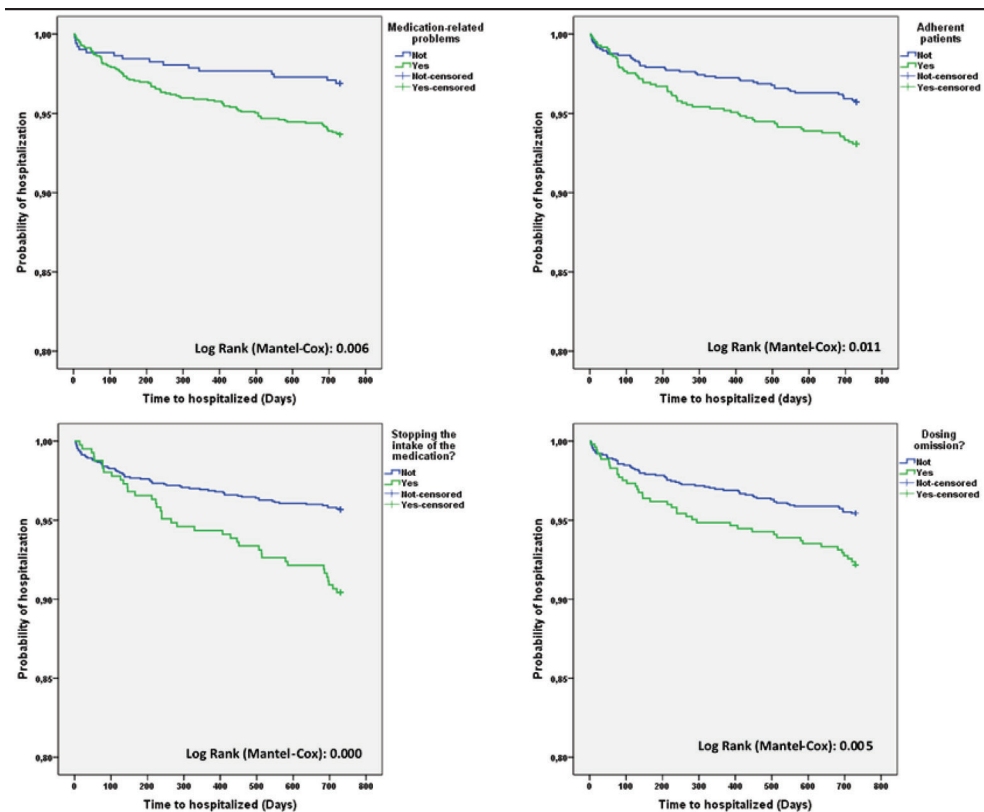 Medication-related
problems
Not
Yes
Not-censored
Yes-censored
Probability of hospitalization
1,00
0,95
0,90
0,85
0,80
Log Rank (Mantel-Cox): 0.006
0 100 200 300 400 500 600 700 800
Time to hospitalized (Days)
Adherent
patients
Not
Yes
Not-censored
Yes-censored
Probability of hospitalization
1,00
0,95
0,90
0,85
0,80
Log Rank (Mantel-Cox): 0.011
0 100 200 300 400 500 600 700 800
Time to hospitalized (days)
Stopping the
intake of the
medication?
Not
Yes
Not-censored
Yes-censored
Probability of hospitalization
1,00
0,95
0,90
0,85
0,80
Log Rank (Mantel-Cox): 0.000
0 100 200 300 400 500 600 700 800
Time to hospitalized (Days)
Dosing
omission?
Not
Yes
Not-censored
Yes-censored
Probability of hospitalization
1,00
0,95
0,90
0,85
0,80
Log Rank (Mantel-Cox): 0.005
0 100 200 300 400 500 600 700 800
Time to hospitalized (Days)